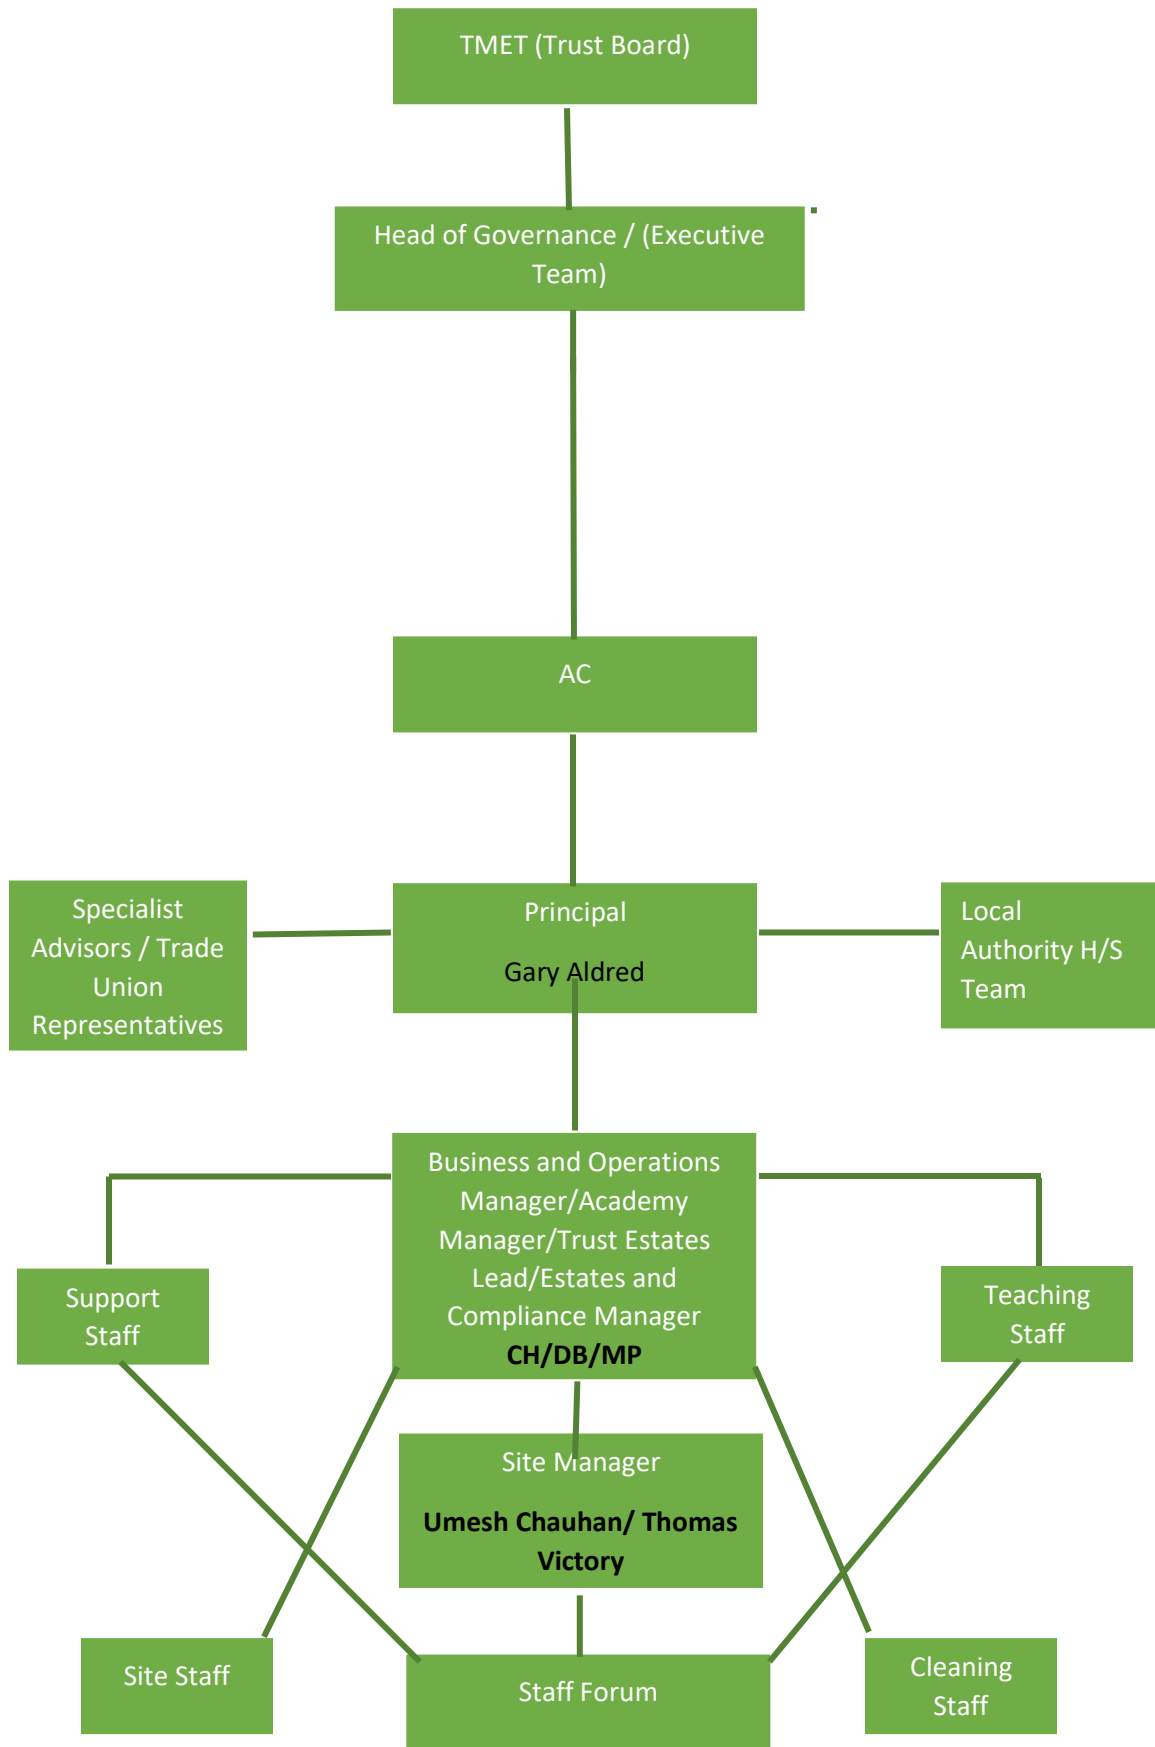 TMET (Trust Board)
Head of Governance / (Executive
Team)
AC
Specialist
Advisors / Trade
Union
Representatives
Principal
Gary Aldred
Local
Authority H/S
Team
Business and Operations
Manager/Academy
Manager/Trust Estates
Lead/Estates and
Compliance Manager
CH/DB/MP
Support
Staff
Teaching
Staff
Site Manager
Umesh Chauhan/ Thomas
Victory
Site Staff
Staff Forum
Cleaning
Staff